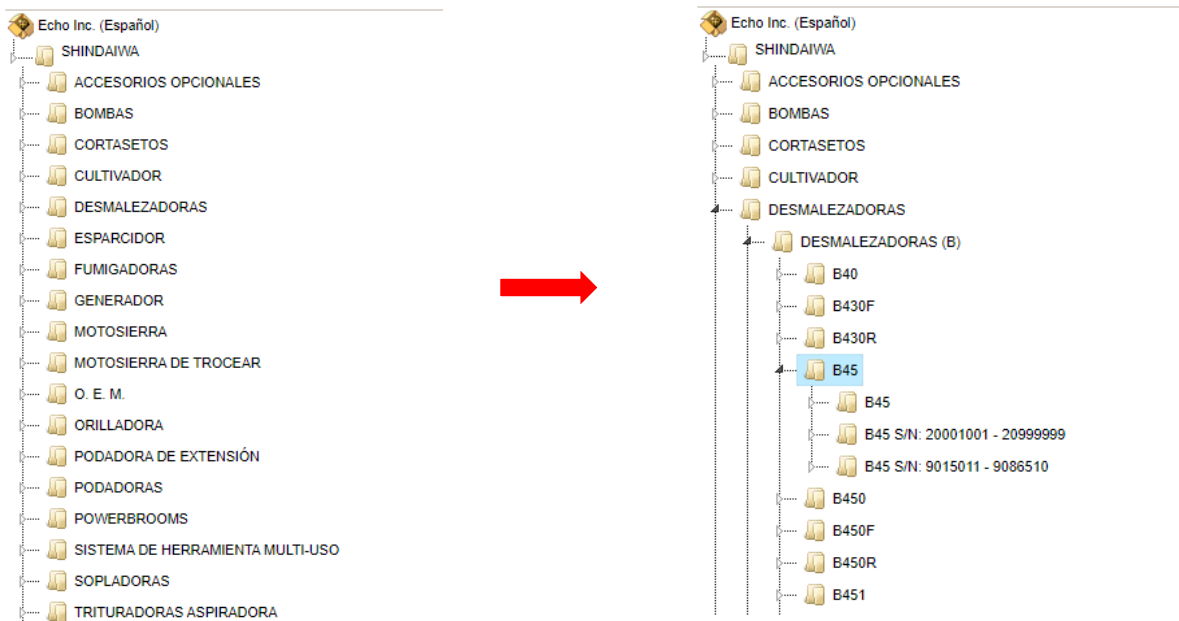 Echo Inc. (Español)
SHINDAIWA
ACCESORIOS OPCIONALES
BOMBAS
CORTASETOS
CULTIVADOR
DESMALEZADORAS
ESPARCIDOR
FUMIGADORAS
GENERADOR
MOTOSIERRA
MOTOSIERRA DE TROCEAR
O. E. M.
ORILLADORA
PODADORA DE EXTENSIÓN
PODADORAS
POWERBROOMS
SISTEMA DE HERRAMIENTA MULTI-USO
SOPLADORAS
TRITURADORAS ASPIRADORA
Echo Inc. (Español)
SHINDAIWA
ACCESORIOS OPCIONALES
BOMBAS
CORTASETOS
CULTIVADOR
DESMALEZADORAS
DESMALEZADORAS (B)
B40
B430F
B430R
B45
B45
B45 S/N: 20001001 - 20999999
B45 S/N: 9015011 - 9086510
B450
B450F
B450R
B451